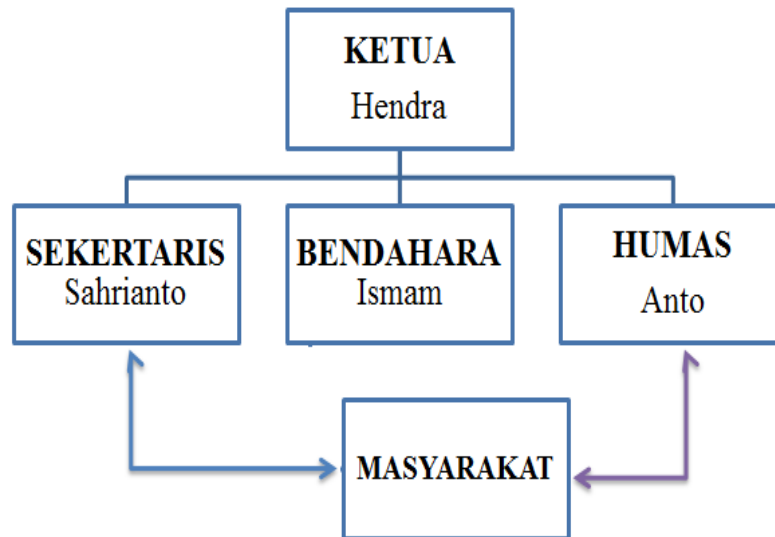 KETUA
Hendra
SEKERTARIS
Sahrianto
BENDAHARA
Ismam
HUMAS
Anto
MASYARAKAT